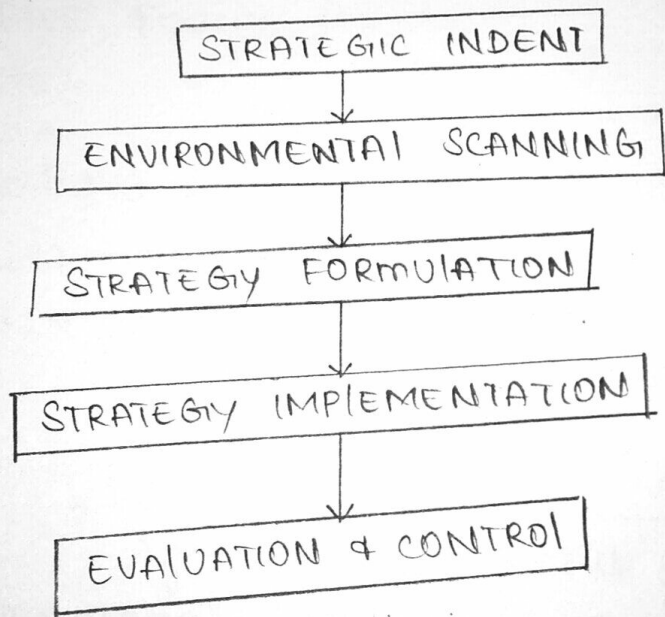 STRATEGIC INDENT
ENVIRONMENTAL SCANNING
STRATEGY FORMULATION
STRATEGY IMPLEMENTATION
EVALUATION & CONTROL